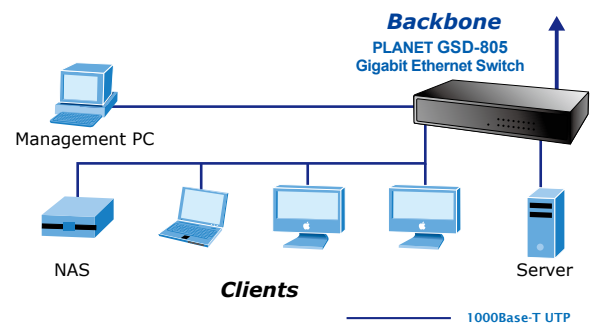 Backbone
PLANET GSD-805
Gigabit Ethernet Switch
Management PC
NAS
Server
Clients
1000Base-T UTP